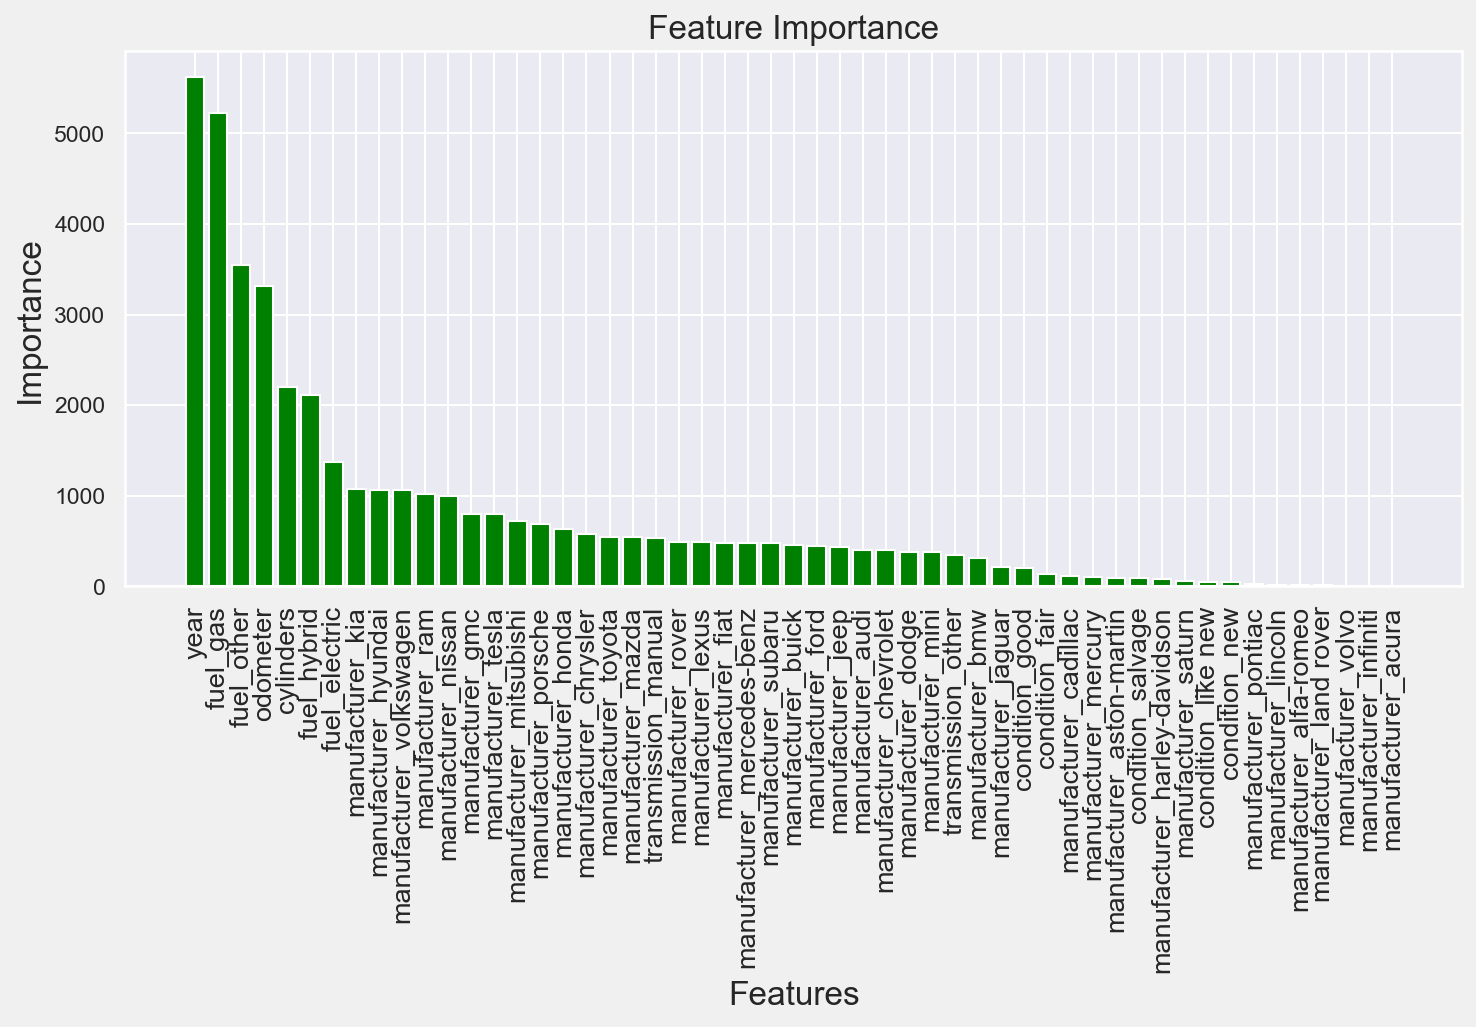 Feature Importance
Importance
5000
4000
3000
2000
1000
0
year
fuel_gas
fuel_other
odometer
cylinders
fuel_hybrid
fuel_electric
manufacturer_kia
manufacturer_hyundai
manufacturer_volkswagen
manufacturer_ram
manufacturer_nissan
manufacturer_gmc
manufacturer_tesla
manufacturer_mitsubishi
manufacturer_porsche
manufacturer_honda
manufacturer_chrysler
manufacturer_toyota
manufacturer_mazda
transmission_manual
manufacturer_rover
manufacturer_lexus
manufacturer_fiat
manufacturer_mercedes-benz
manufacturer_subaru
manufacturer_buick
manufacturer_ford
manufacturer_jeep
manufacturer_audi
manufacturer_chevrolet
manufacturer_dodge
manufacturer_mini
transmission_other
manufacturer_bmw
manufacturer_jaguar
condition_good
condition_fair
manufacturer_cadillac
manufacturer_mercury
manufacturer_aston-martin
condition_salvage
manufacturer_harley-davidson
manufacturer_saturn
condition_like new
condition_new
manufacturer_pontiac
manufacturer_lincoln
manufacturer_alfa-romeo
manufacturer_land rover
manufacturer_volvo
manufacturer_infiniti
manufacturer_acura
Features